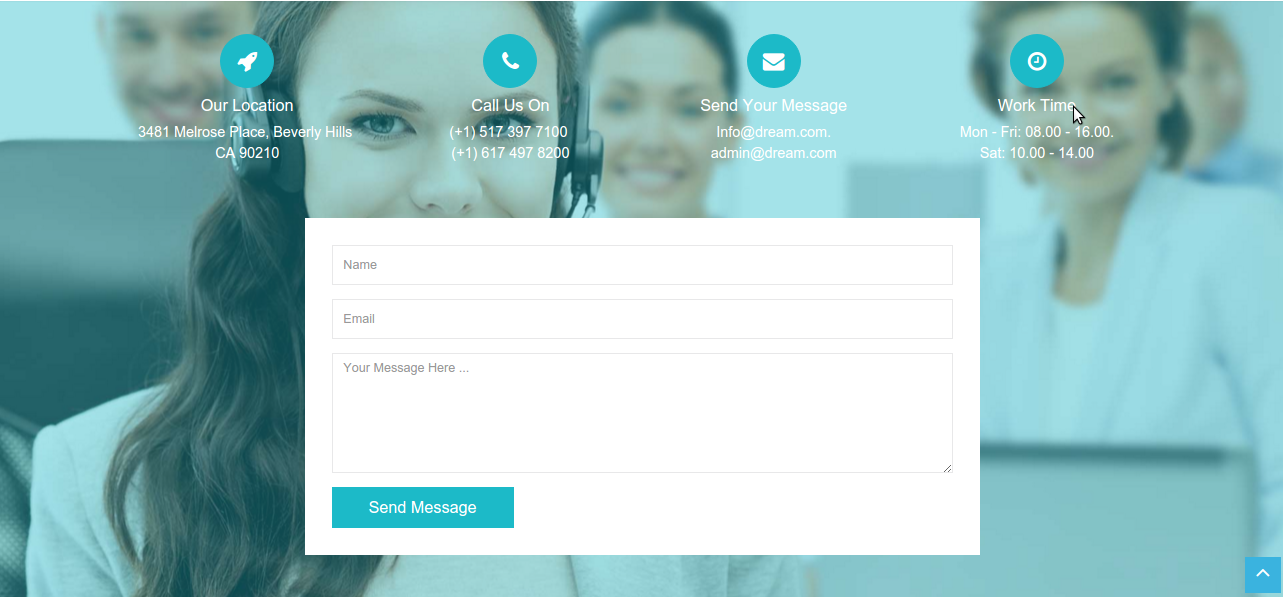 Our Location
3481 Melrose Place, Beverly Hills
CA 90210
Call Us On
(+1) 517 397 7100
(+1) 617 497 8200
Send Your Message
Info@dream.com.
admin@dream.com
Work Time
Mon - Fri: 08.00 - 16.00.
Sat: 10.00 - 14.00
Name
Email
Your Message Here ...
Send Message